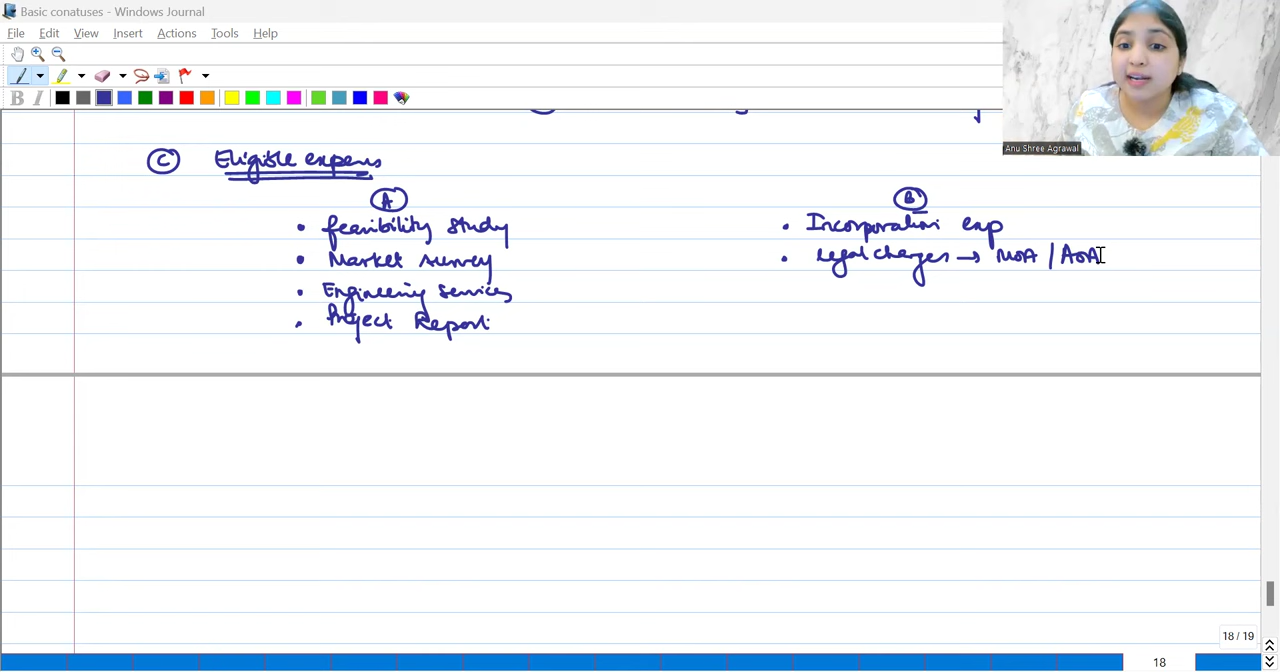 Basic conatuses - Windows Journal
File Edit View Insert Actions Tools Help
B I
Anu Shree Agrawal
C Eligible expens
A
• feasibility study
• Market survey
• Engineering services
• Project Report
B
• Incorporation exp
• Legal charges → MOA | AOA
18 / 19
18